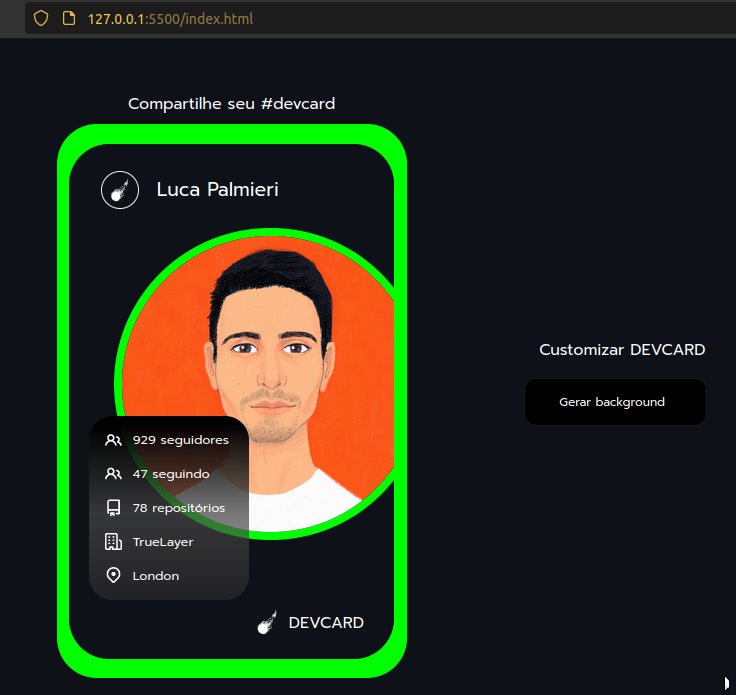 127.0.0.1:5500/index.html
Compartilhe seu #devcard
Luca Palmieri
929 seguidores
47 seguindo
78 repositórios
TrueLayer
London
DEVCARD
Customizar DEVCARD
Gerar background